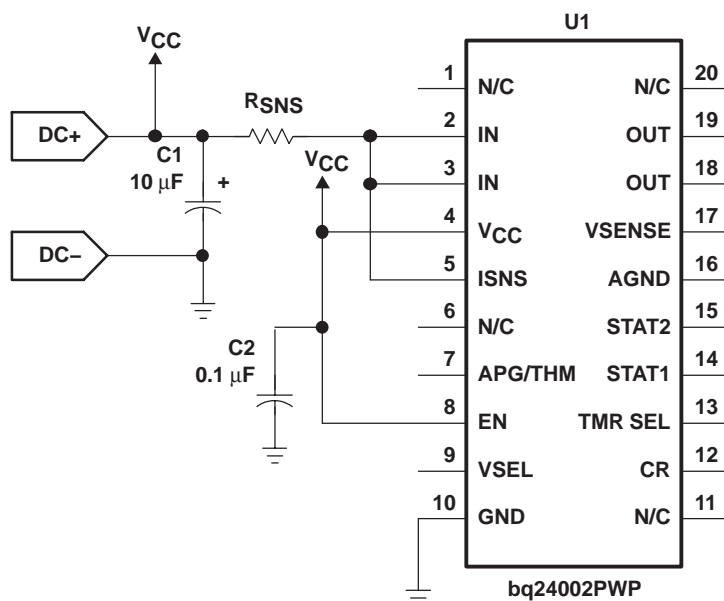 U1
VCC
DC+
C1
10 μF
+
RSNS
VCC
DC–
C2
0.1 μF
1 N/C N/C 20
2 IN OUT 19
3 IN OUT 18
4 VCC VSENSE 17
5 ISNS AGND 16
6 N/C STAT2 15
7 APG/THM STAT1 14
8 EN TMR SEL 13
9 VSEL CR 12
10 GND N/C 11
bq24002PWP